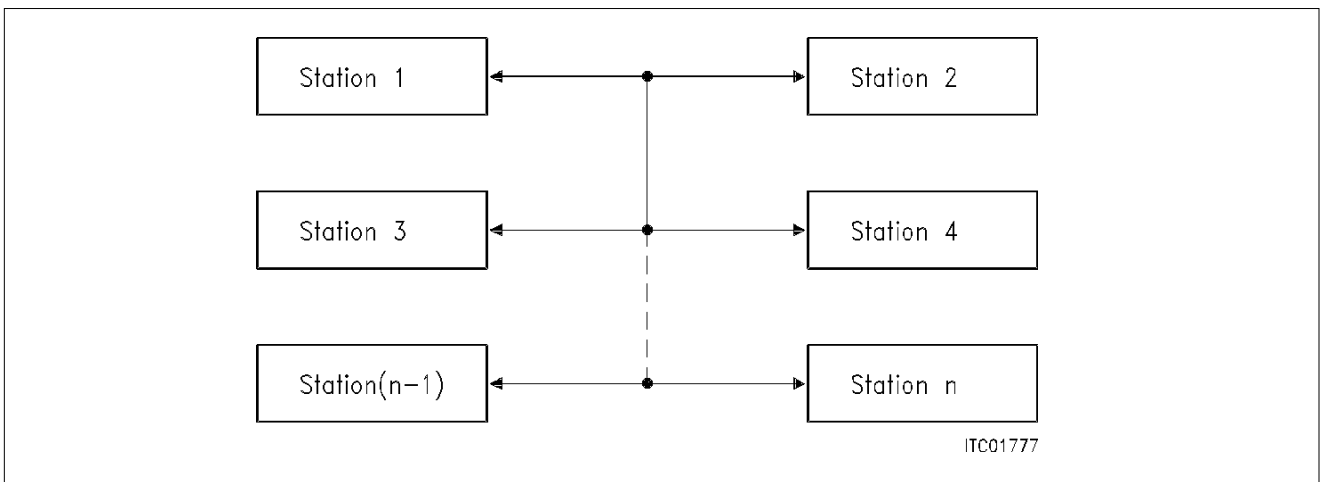 Station 1
Station 2
Station 3
Station 4
Station(n-1)
Station n
ITC01777